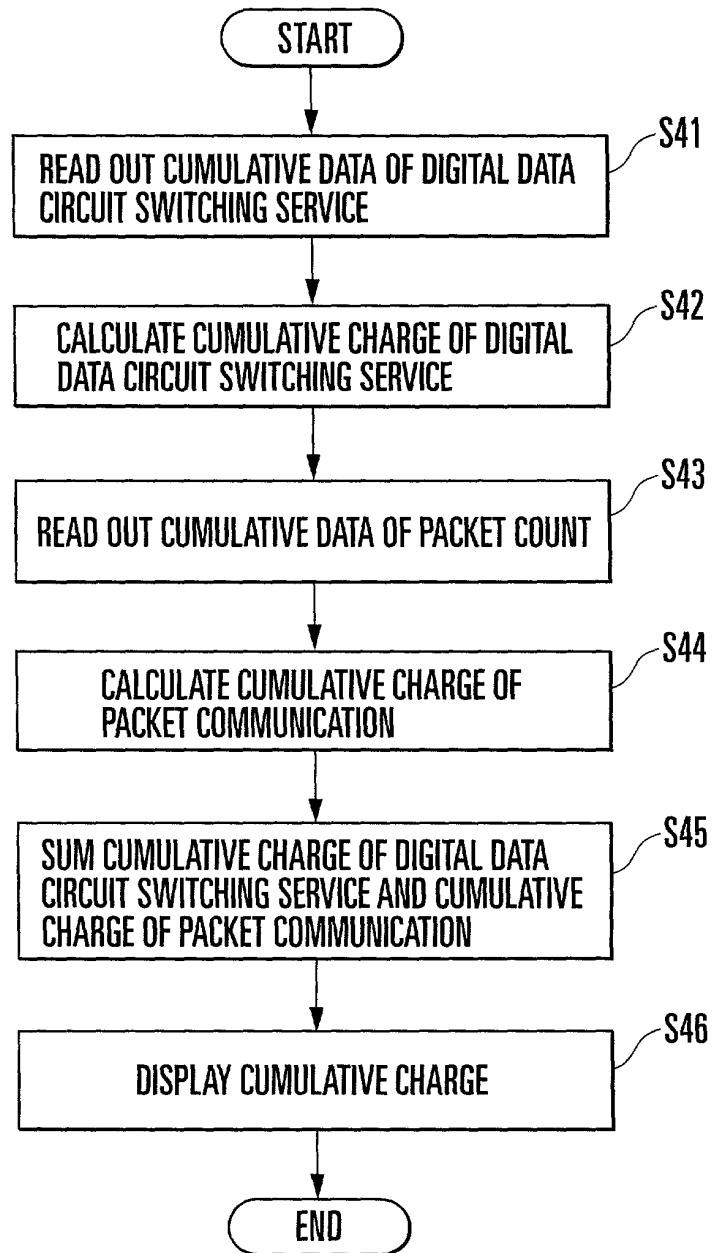 START
S41
READ OUT CUMULATIVE DATA OF DIGITAL DATA
CIRCUIT SWITCHING SERVICE
S42
CALCULATE CUMULATIVE CHARGE OF DIGITAL
DATA CIRCUIT SWITCHING SERVICE
S43
READ OUT CUMULATIVE DATA OF PACKET COUNT
S44
CALCULATE CUMULATIVE CHARGE OF
PACKET COMMUNICATION
S45
SUM CUMULATIVE CHARGE OF DIGITAL DATA
CIRCUIT SWITCHING SERVICE AND CUMULATIVE
CHARGE OF PACKET COMMUNICATION
S46
DISPLAY CUMULATIVE CHARGE
END